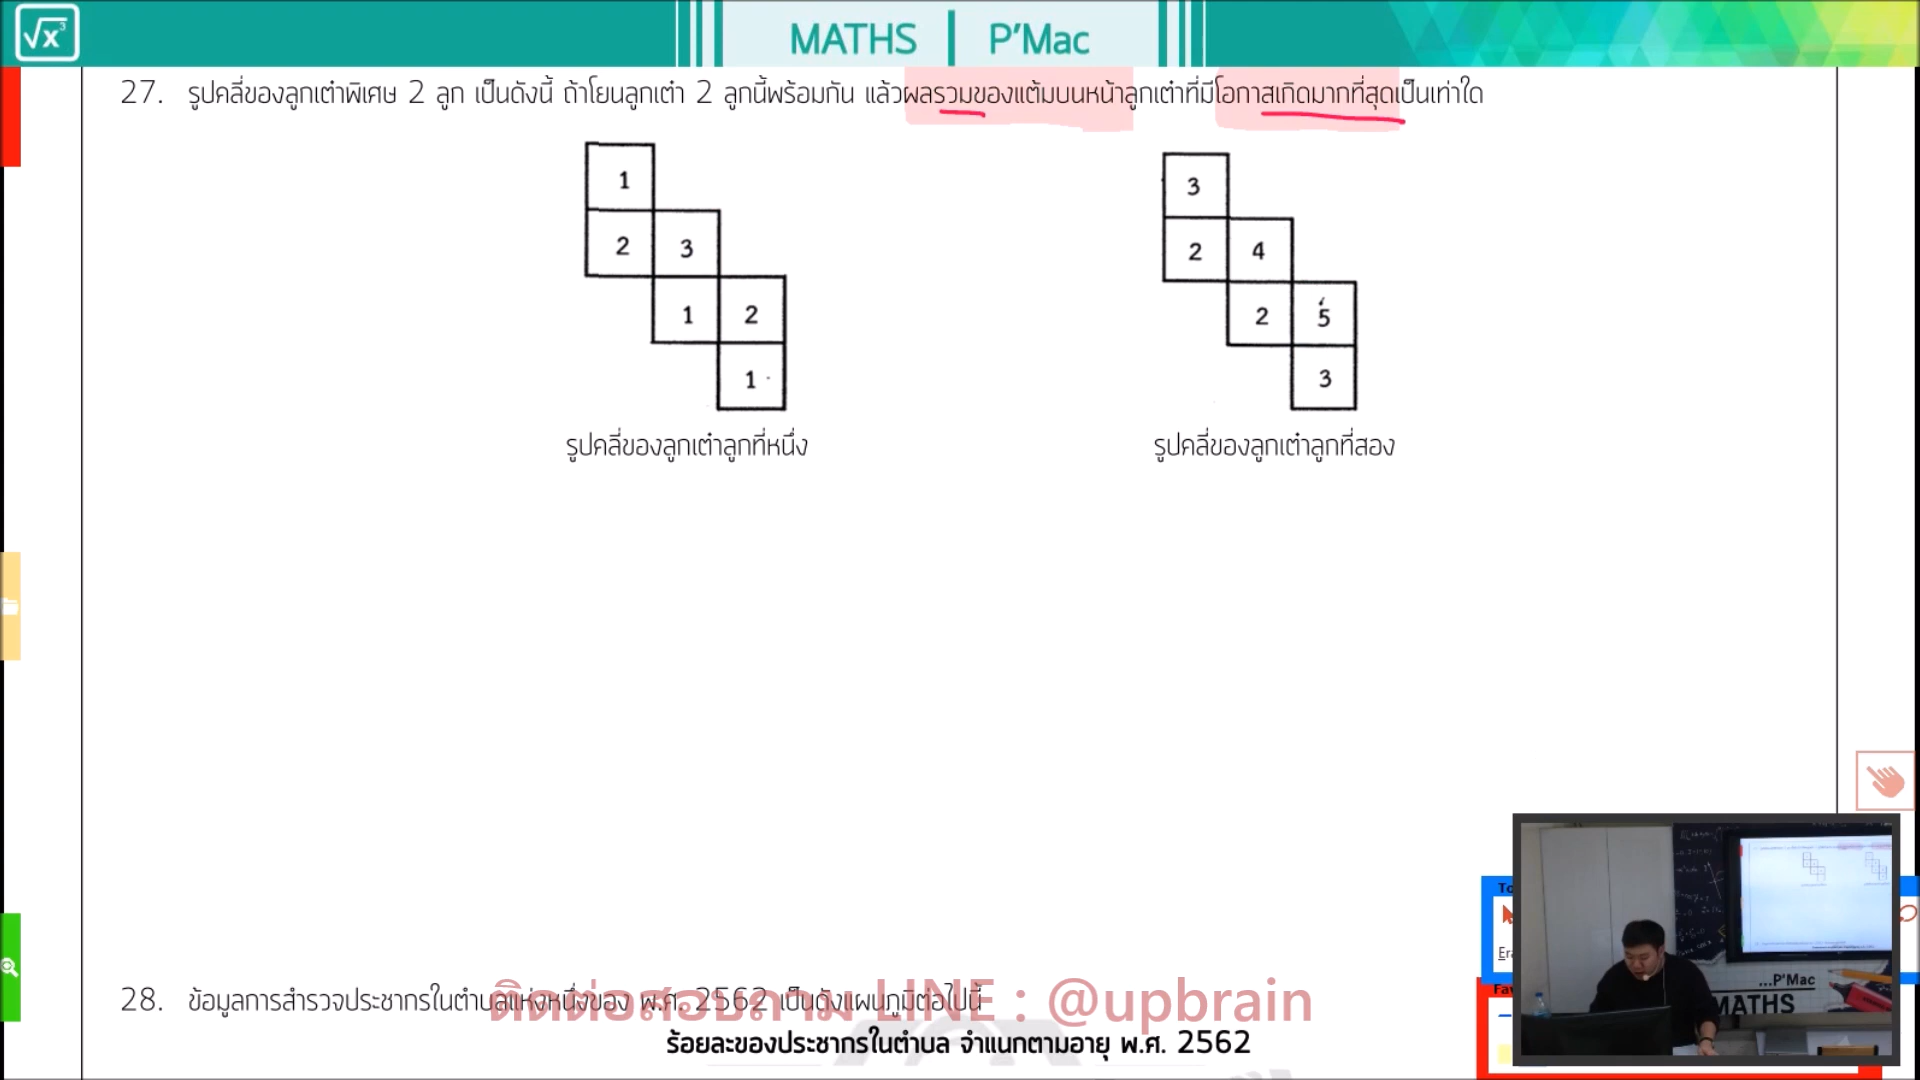 √x³
MATHS | P'Mac
27. รูปคลี่ของลูกเต๋าพิเศษ 2 ลูก เป็นดังนี้ ถ้าโยนลูกเต๋า 2 ลูกนี้พร้อมกัน แล้วผลรวมของแต้มบนหน้าลูกเต๋าที่มีโอกาสเกิดมากที่สุดเป็นเท่าใด
1
2 3
1 2
1
3
2 4
2 5
3
รูปคลี่ของลูกเต๋าลูกที่หนึ่ง
รูปคลี่ของลูกเต๋าลูกที่สอง
28. ข้อมูลการสำรวจประชากรในตำบลแห่งหนึ่งของ พ.ศ. 2562 เป็นดังแผนภูมิต่อไปนี้
ติดต่อสอบถาม LINE : @upbrain
ร้อยละของประชากรในตำบล จำแนกตามอายุ พ.ศ. 2562
...P'Mac
MATHS